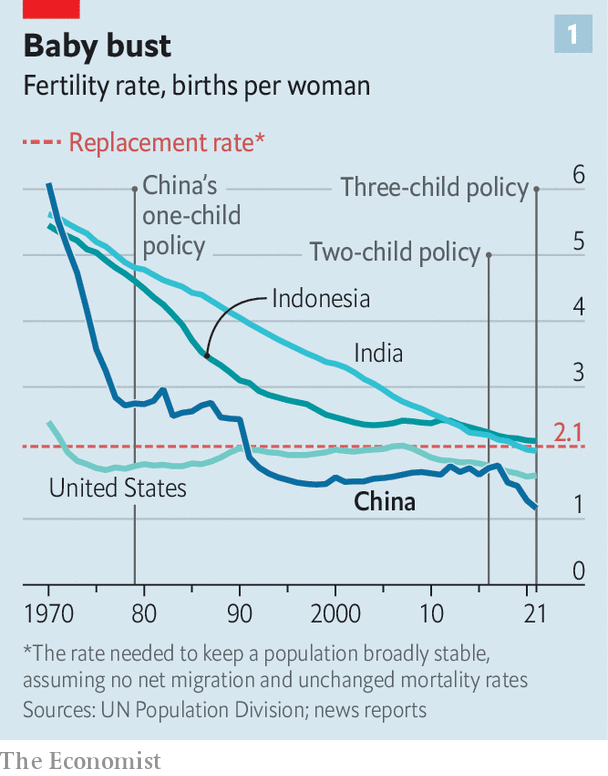 Baby bust
1
Fertility rate, births per woman
Replacement rate*
China's
one-child
policy
Three-child policy
6
Two-child policy
5
Indonesia
4
India
3
2.1
United States
China
1
0
1970
80
90
2000
10
21
*The rate needed to keep a population broadly stable,
assuming no net migration and unchanged mortality rates
Sources: UN Population Division; news reports
The Economist